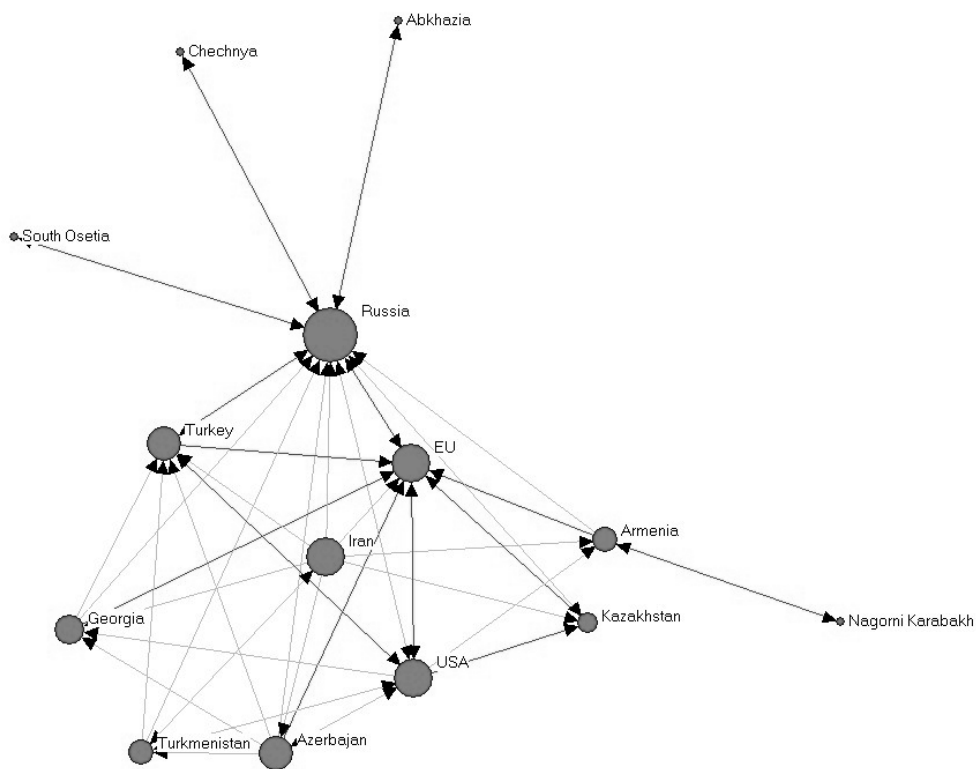 Abkhazia
Chechnya
South Osetia
Russia
Turkey
EU
Iran
Armenia
Georgia
Kazakhstan
Nagorni Karabakh
USA
Turkmenistan
Azerbajan